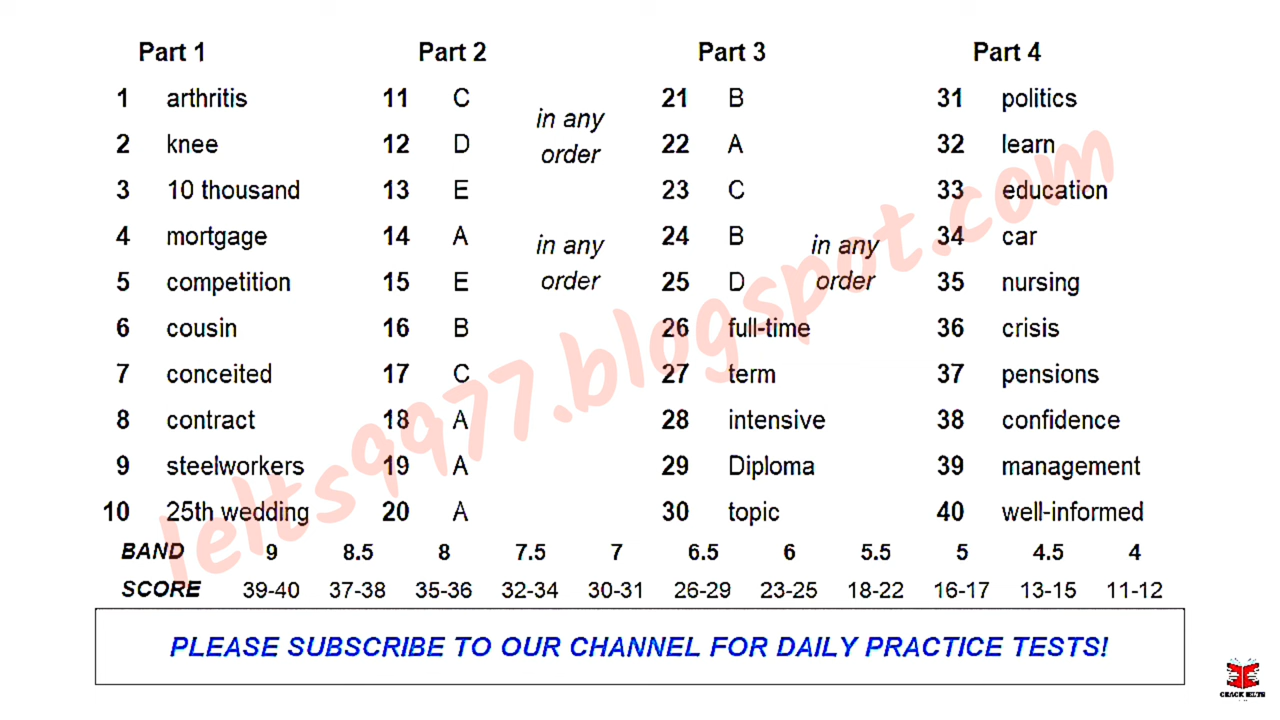 Part 1 Part 2 Part 3 Part 4
1 arthritis 11 C 21 B 31 politics
in any
2 knee 12 D order 22 A 32 learn
3 10 thousand 13 E 23 C 33 education
4 mortgage 14 A in any 24 B in any 34 car
5 competition 15 E order 25 D order 35 nursing
6 cousin 16 B 26 full-time 36 crisis
7 conceited 17 C 27 term 37 pensions
8 contract 18 A 28 intensive 38 confidence
9 steelworkers 19 A 29 Diploma 39 management
10 25th wedding 20 A 30 topic 40 well-informed
BAND 9 8.5 8 7.5 7 6.5 6 5.5 5 4.5 4
SCORE 39-40 37-38 35-36 32-34 30-31 26-29 23-25 18-22 16-17 13-15 11-12
PLEASE SUBSCRIBE TO OUR CHANNEL FOR DAILY PRACTICE TESTS!
Ielts9977.blogspot.com
CRACK IELTS